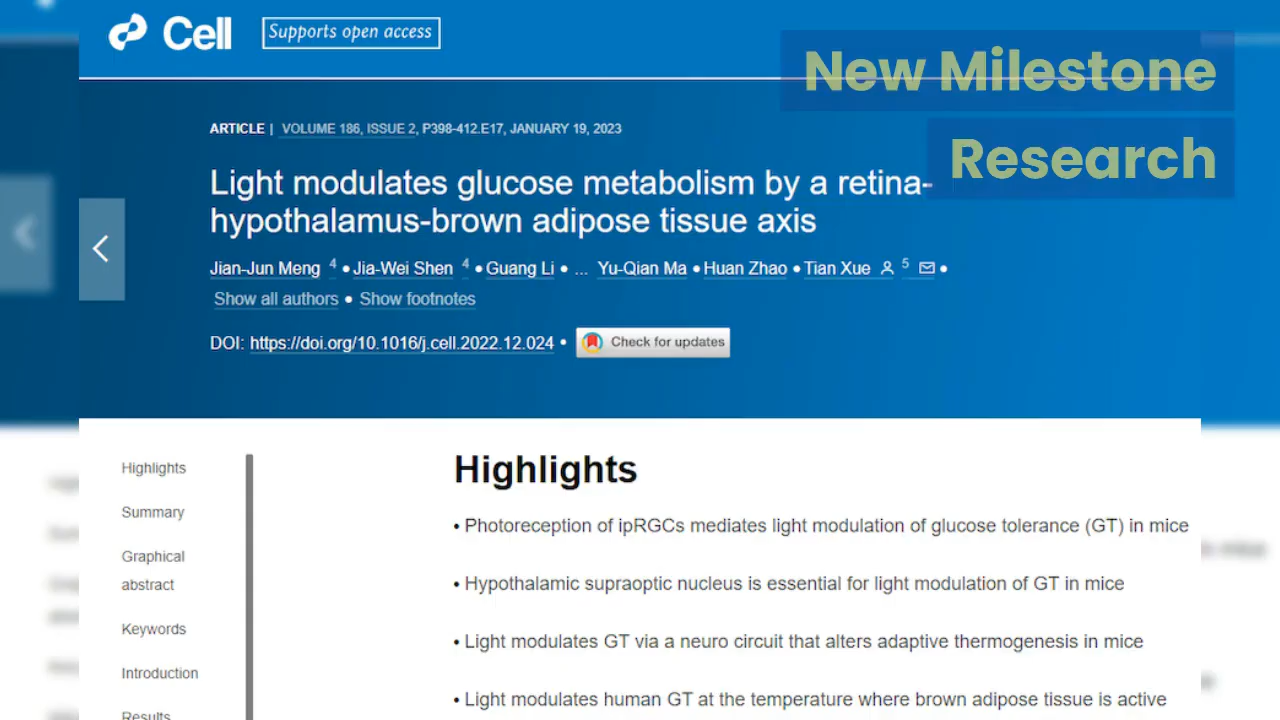 Cell Supports open access
New Milestone
Research
ARTICLE | VOLUME 186, ISSUE 2, P398-412.E17, JANUARY 19, 2023
Light modulates glucose metabolism by a retina-
hypothalamus-brown adipose tissue axis
Jian-Jun Meng 4 • Jia-Wei Shen 4 • Guang Li • ... Yu-Qian Ma • Huan Zhao • Tian Xue 5 •
Show all authors • Show footnotes
DOI: https://doi.org/10.1016/j.cell.2022.12.024 • Check for updates
Highlights
Summary
Graphical
abstract
Keywords
Introduction
Results
Highlights
• Photoreception of ipRGCs mediates light modulation of glucose tolerance (GT) in mice
• Hypothalamic supraoptic nucleus is essential for light modulation of GT in mice
• Light modulates GT via a neuro circuit that alters adaptive thermogenesis in mice
• Light modulates human GT at the temperature where brown adipose tissue is active